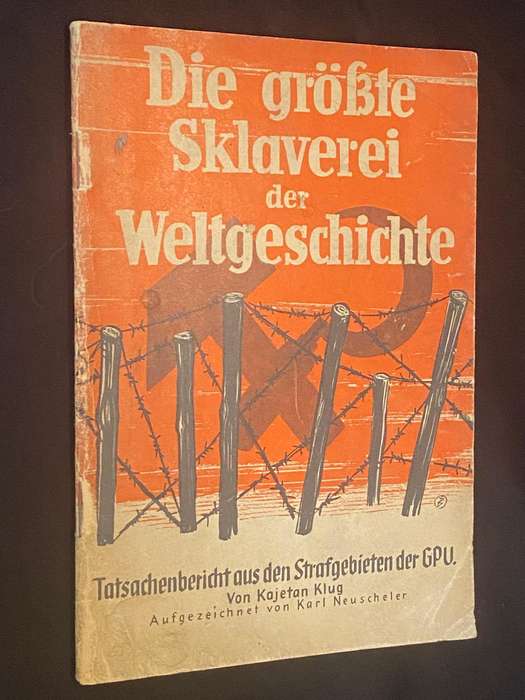 Die größte
Sklaverei
der
Weltgeschichte
Tatsachenbericht aus den Strafgebieten der GPU.
Von Kajetan Klug
Aufgezeichnet von Karl Neuscheler